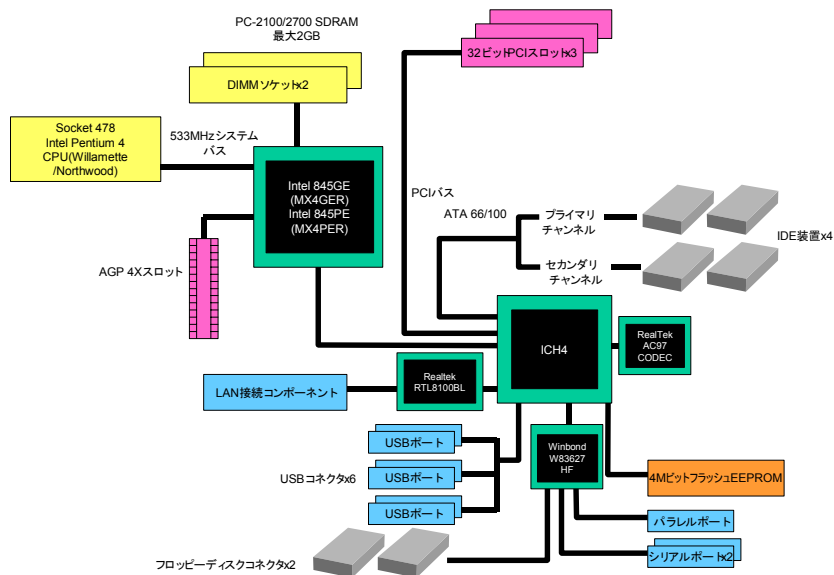 PC-2100/2700 SDRAM
最大2GB
32ビットPCIスロットx3
DIMMソケットx2
Socket 478
Intel Pentium 4
CPU(Willamette
/Northwood)
533MHzシステム
バス
Intel 845GE
(MX4GER)
Intel 845PE
(MX4PER)
PCIバス
ATA 66/100
プライマリ
チャンネル
IDE装置x4
セカンダリ
チャンネル
AGP 4Xスロット
ICH4
RealTek
AC97
CODEC
Realtek
RTL8100BL
LAN接続コンポーネント
USBポート
USBコネクタx6
USBポート
USBポート
Winbond
W83627
HF
4MビットフラッシュEEPROM
パラレルポート
シリアルポートx2
フロッピーディスクコネクタx2